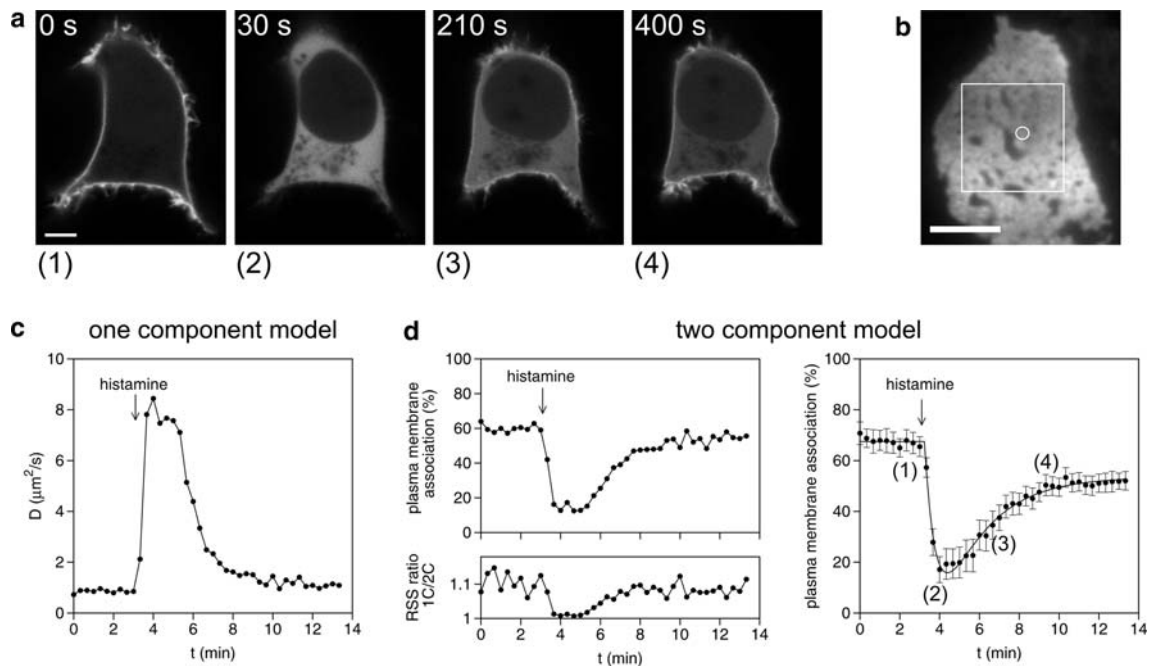 a 0 s 30 s 210 s 400 s b
(1) (2) (3) (4)
c one component model
D (μm²/s)
10
8
6
4
2
0
histamine
0 2 4 6 8 10 12 14
t (min)
d two component model
plasma membrane
association (%)
100
80
60
40
20
0
histamine
RSS ratio
1C/2C
1.1
1
0 2 4 6 8 10 12 14
t (min)
plasma membrane association (%)
100
80
60
40
20
0
histamine
(1)
(2)
(3)
(4)
0 2 4 6 8 10 12 14
t (min)